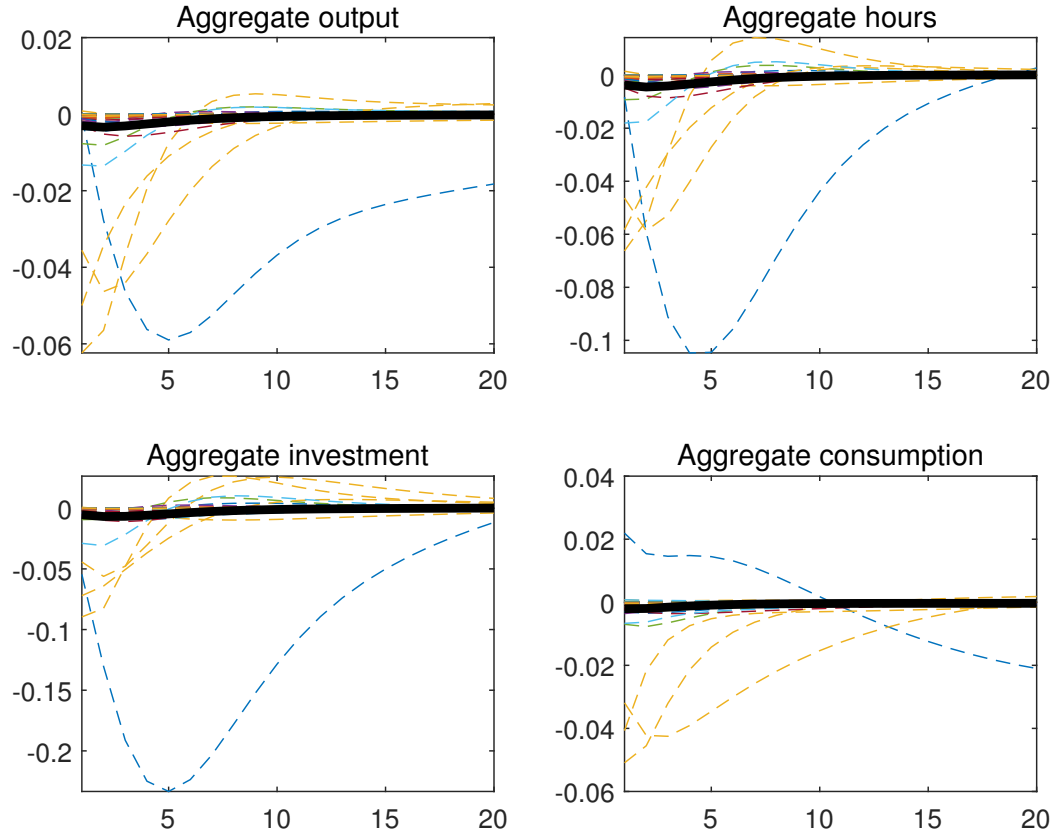 Aggregate output
0.02
0
-0.02
-0.04
-0.06
5 10 15 20
Aggregate hours
0
-0.02
-0.04
-0.06
-0.08
-0.1
5 10 15 20
Aggregate investment
0
-0.05
-0.1
-0.15
-0.2
5 10 15 20
Aggregate consumption
0.04
0.02
0
-0.02
-0.04
-0.06
5 10 15 20